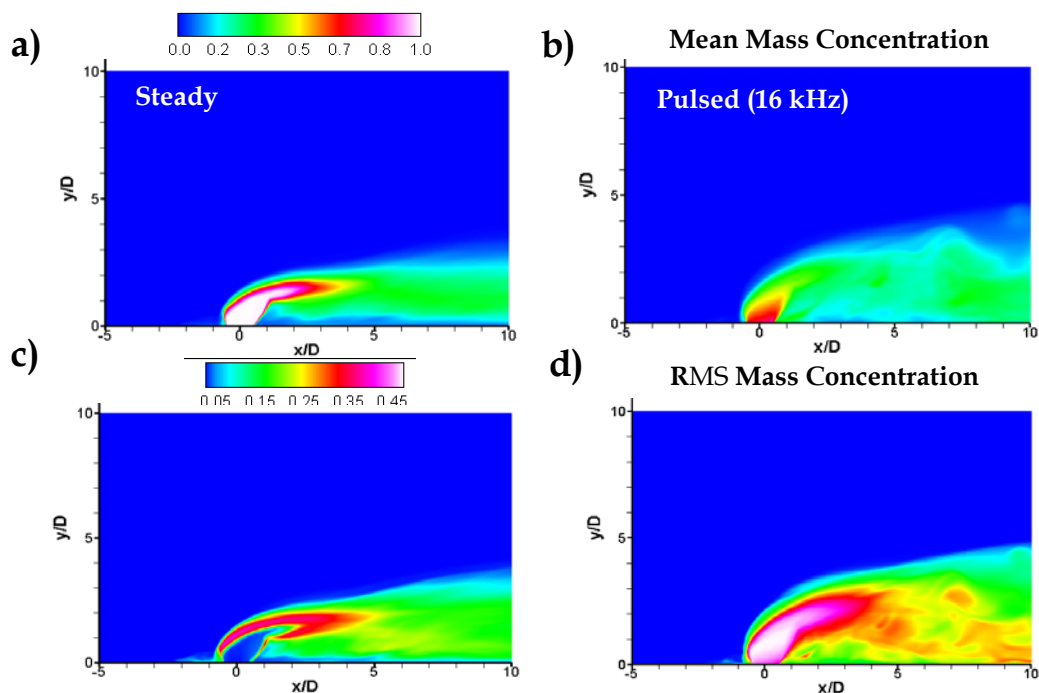 a)
0.0 0.2 0.3 0.5 0.7 0.8 1.0
b)
Mean Mass Concentration
10
Steady
y/D
5
0
-5 0 5 10
x/D
10
Pulsed (16 kHz)
y/D
5
0
-5 0 5 10
x/D
c)
0.05 0.15 0.25 0.35 0.45
d)
RMS Mass Concentration
10
y/D
5
0
-5 0 5 10
x/D
10
y/D
5
0
-5 0 5 10
x/D